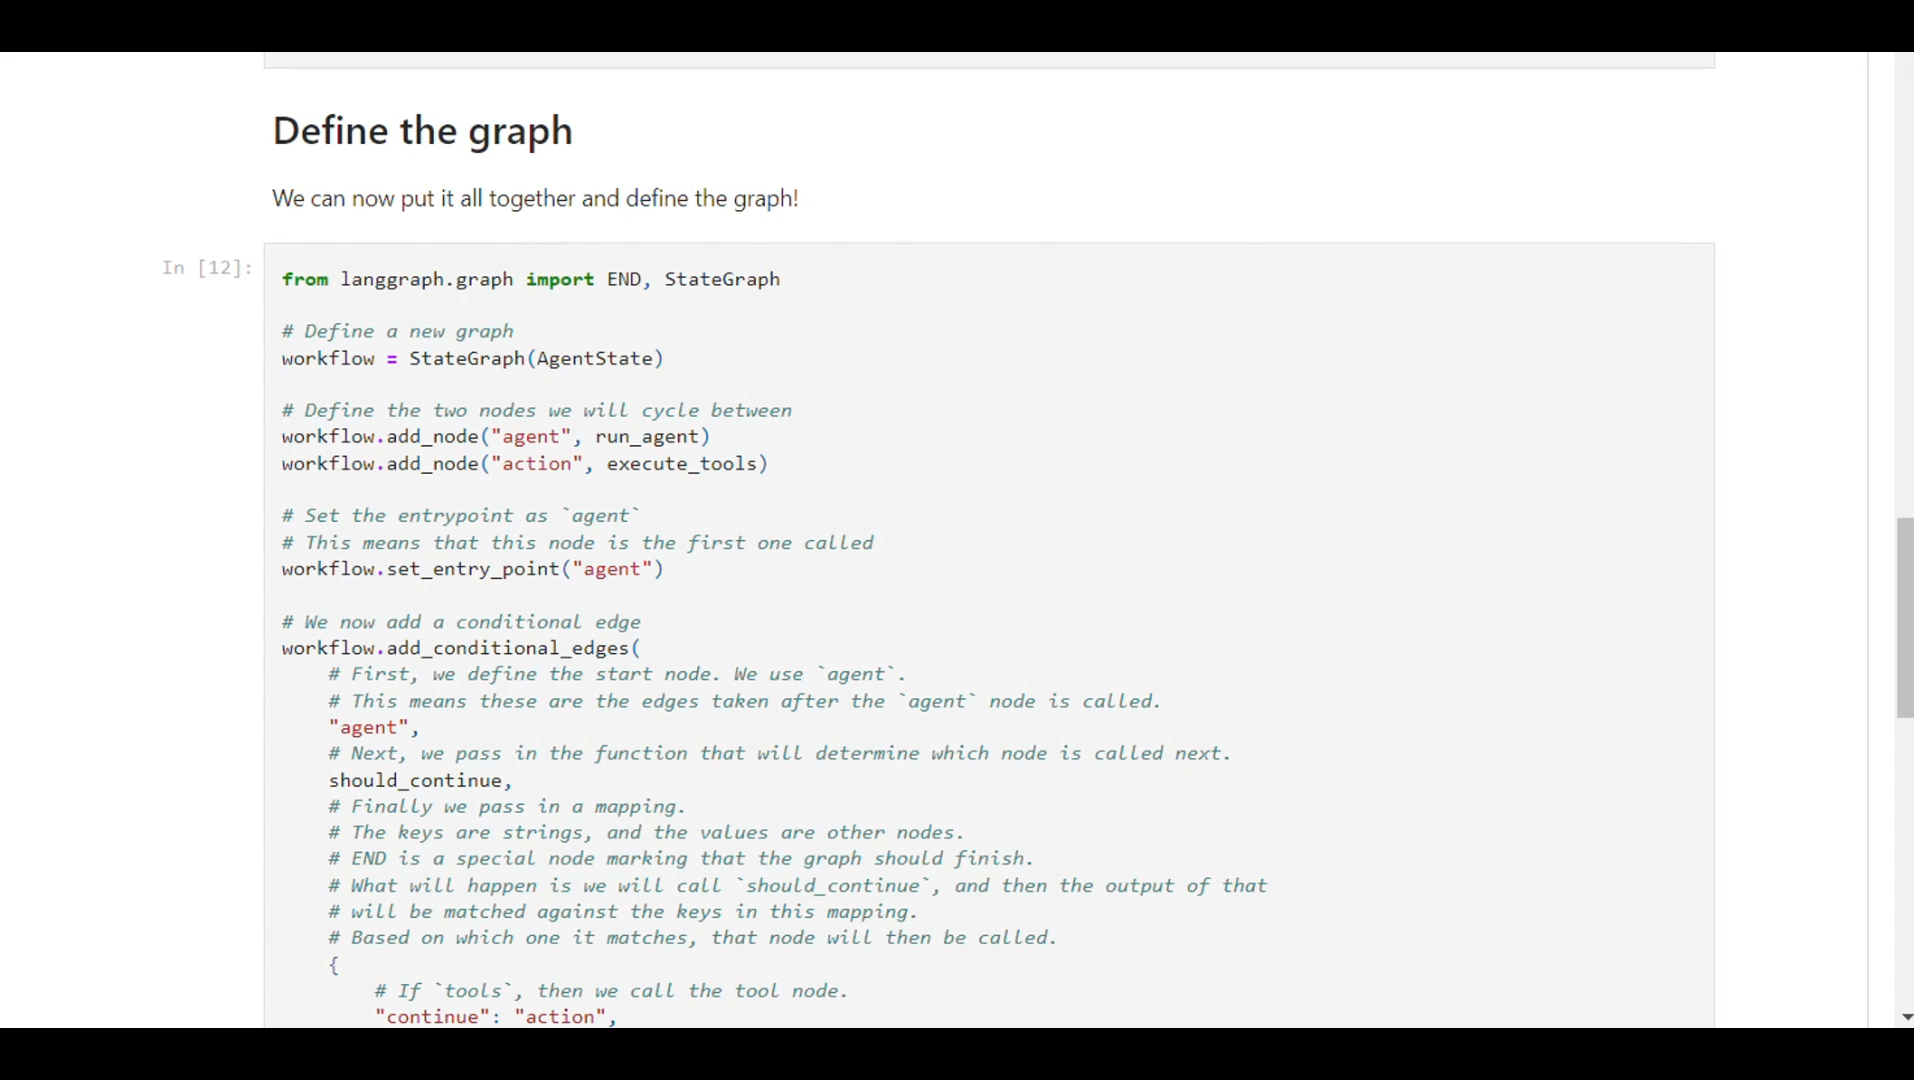 Define the graph
We can now put it all together and define the graph!
In [12]:
from langgraph.graph import END, StateGraph
# Define a new graph
workflow = StateGraph(AgentState)
# Define the two nodes we will cycle between
workflow.add_node("agent", run_agent)
workflow.add_node("action", execute_tools)
# Set the entrypoint as `agent`
# This means that this node is the first one called
workflow.set_entry_point("agent")
# We now add a conditional edge
workflow.add_conditional_edges(
# First, we define the start node. We use `agent`.
# This means these are the edges taken after the `agent` node is called.
"agent",
# Next, we pass in the function that will determine which node is called next.
should_continue,
# Finally we pass in a mapping.
# The keys are strings, and the values are other nodes.
# END is a special node marking that the graph should finish.
# What will happen is we will call `should_continue`, and then the output of that
# will be matched against the keys in this mapping.
# Based on which one it matches, that node will then be called.
{
# If `tools`, then we call the tool node.
"continue": "action",